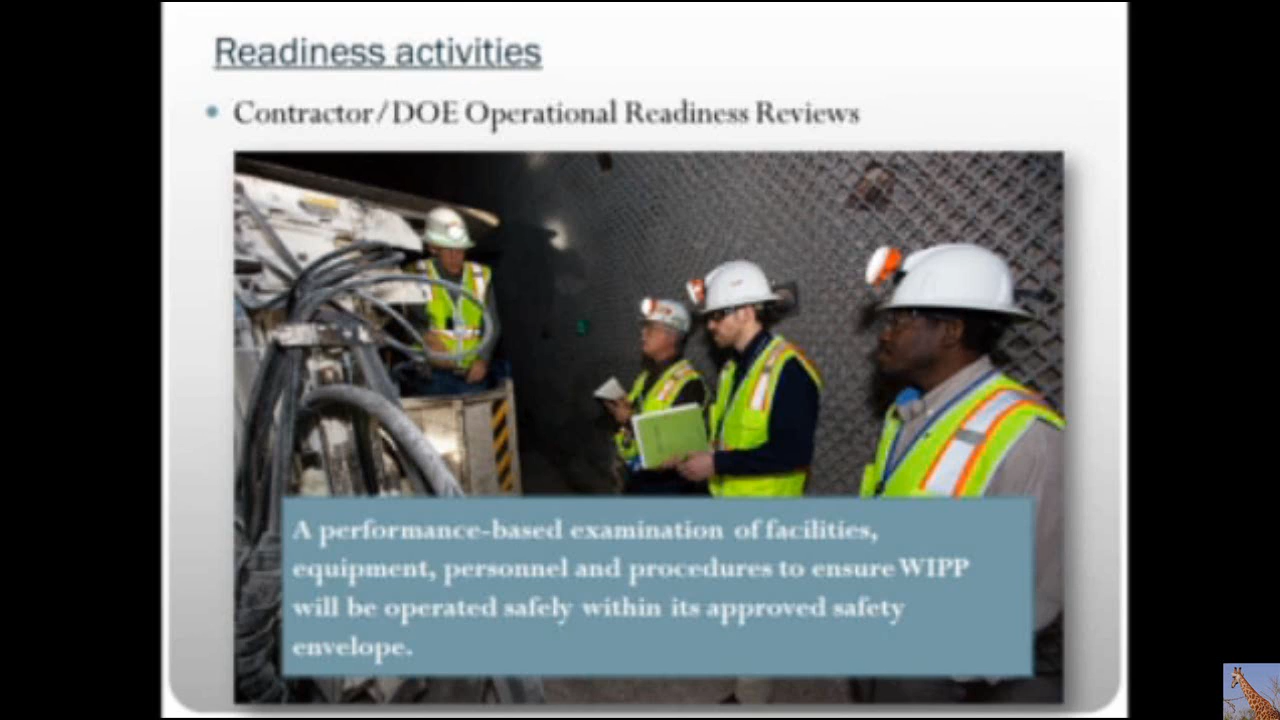 Readiness activities
Contractor/DOE Operational Readiness Reviews
A performance-based examination of facilities,
equipment, personnel and procedures to ensure WIPP
will be operated safely within its approved safety
envelope.